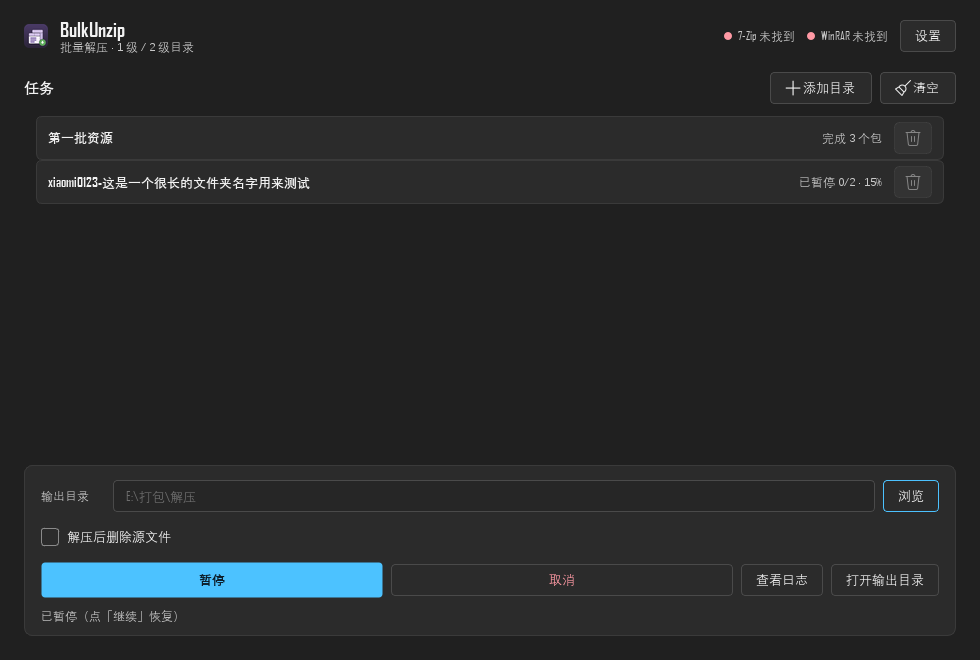 BulkUnzip
批量解压 · 1 级 / 2 级目录
7-Zip 未找到
WinRAR 未找到
设置
任务
添加目录
清空
第一批资源
完成 3 个包
xiaomi0123-这是一个很长的文件夹名字用来测试
已暂停 0/2 · 15%
输出目录
E:\打包\解压
浏览
解压后删除源文件
暂停
取消
查看日志
打开输出目录
已暂停（点「继续」恢复）